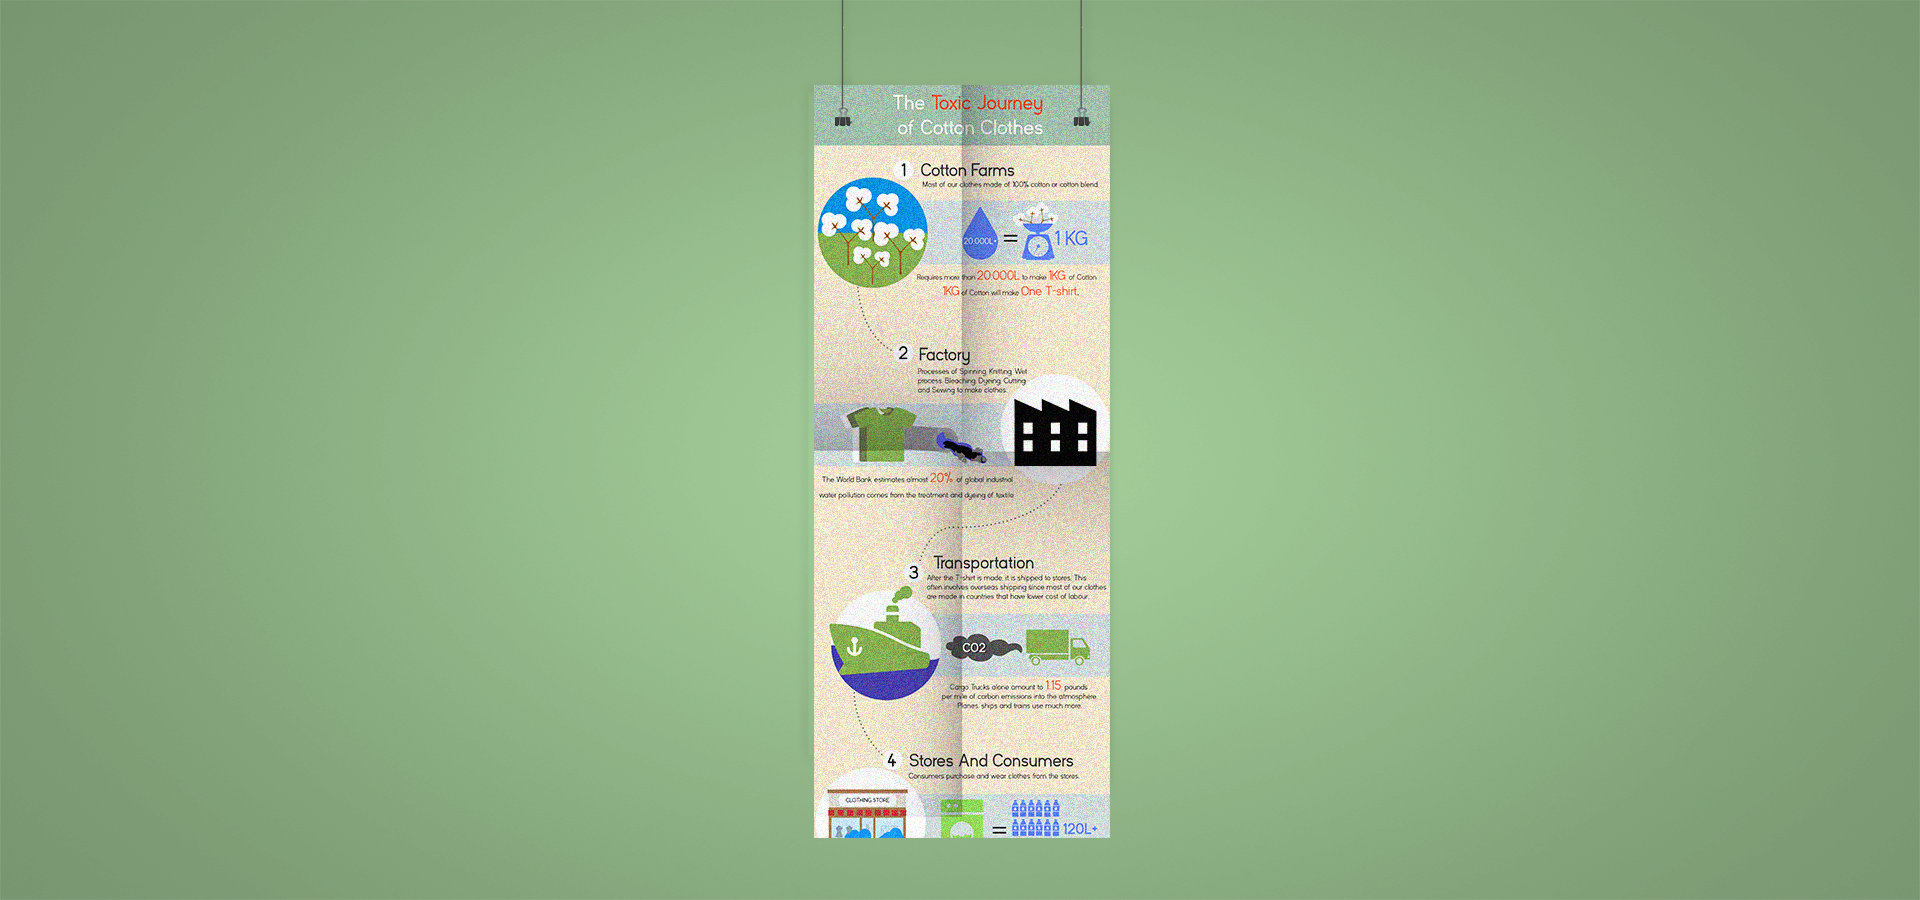 The Toxic Journey
of Cotton Clothes
1 Cotton Farms
Most of our clothes made of 100% cotton or cotton blend.
20.000L+ = 1 KG
Requires more than 20.000L to make 1KG of Cotton
1KG of Cotton will make One T-shirt.
2 Factory
Processes of Spinning, Knitting, Wet
process, Bleaching, Dyeing, Cutting
and Sewing to make clothes.
The World Bank estimates almost 20% of global industrial
water pollution comes from the treatment and dyeing of textile
3 Transportation
After the T-shirt is made, it is shipped to stores. This
often involves overseas shipping since most of our clothes
are made in countries that have lower cost of labour.
CO2
Cargo Trucks alone amount to 1.15 pounds
per mile of carbon emissions into the atmosphere.
Planes, ships and trains use much more.
4 Stores And Consumers
Consumers purchase and wear clothes from the stores.
CLOTHING STORE
= 120L+